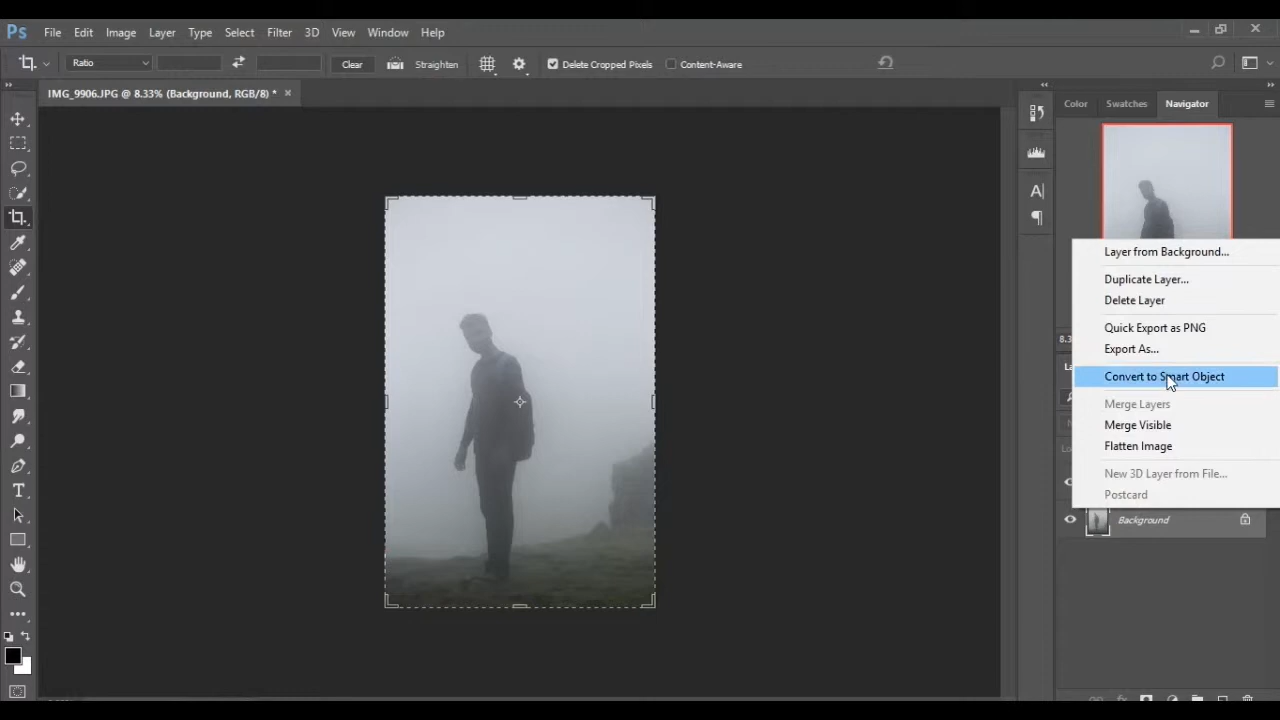 Ps File Edit Image Layer Type Select Filter 3D View Window Help
Ratio Clear Straighten Delete Cropped Pixels Content-Aware
IMG_9906.JPG @ 8.33% (Background, RGB/8) *
Color Swatches Navigator
Layer from Background...
Duplicate Layer...
Delete Layer
Quick Export as PNG
8.3
Export As...
Convert to Smart Object
Merge Layers
Merge Visible
Flatten Image
New 3D Layer from File...
Postcard
Background